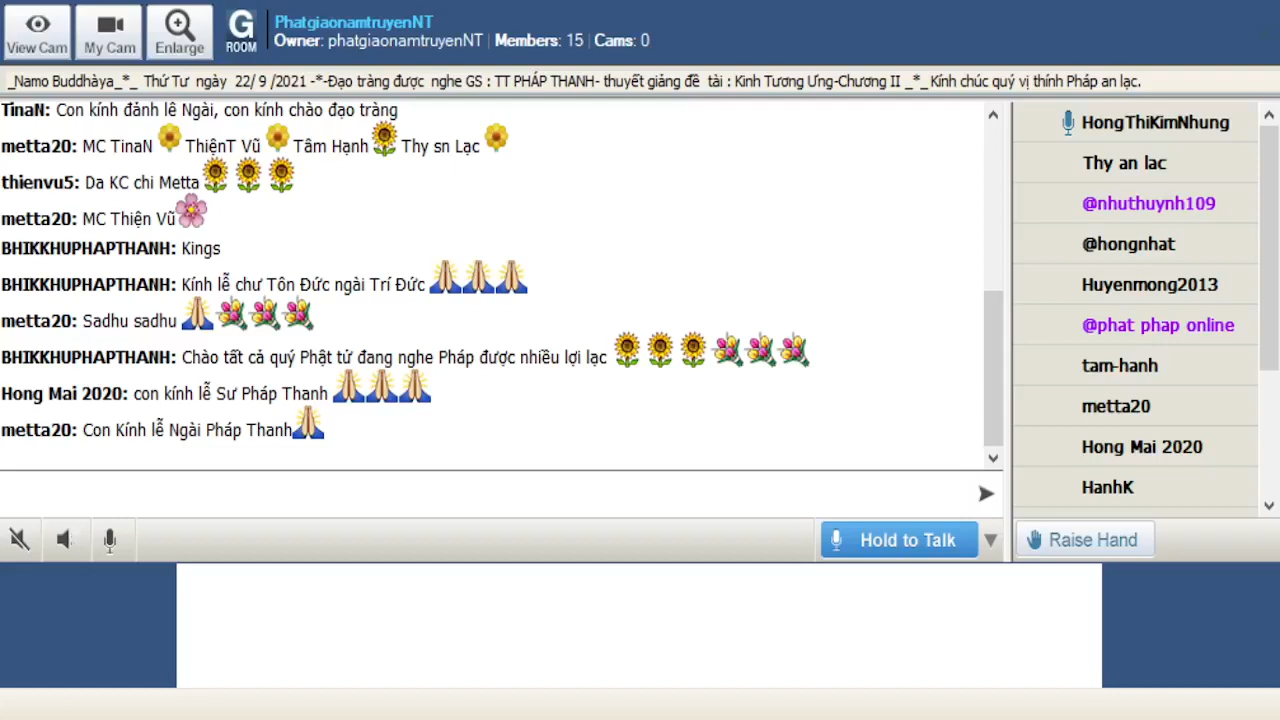 View Cam
My Cam
Enlarge
G
ROOM
PhatgiaonamtruyenNT
Owner: phatgiaonamtruyenNT | Members: 15 | Cams: 0
_Namo Buddhàya_*_ Thứ Tư ngày 22/ 9 /2021 -*-Đạo tràng được nghe GS : TT PHÁP THANH- thuyết giảng đề tài : Kinh Tương Ưng-Chương II _*_Kính chúc quý vị thính Pháp an lạc.
TinaN: Con kính đảnh lê Ngài, con kính chào đạo tràng
metta20: MC TinaN ThiệnT Vũ Tâm Hạnh Thy sn Lạc
thienvu5: Da KC chi Metta
metta20: MC Thiện Vũ
BHIKKHUPHAPTHANH: Kings
BHIKKHUPHAPTHANH: Kính lễ chư Tôn Đức ngài Trí Đức
metta20: Sadhu sadhu
BHIKKHUPHAPTHANH: Chào tất cả quý Phật tử đang nghe Pháp được nhiều lợi lạc
Hong Mai 2020: con kính lễ Sư Pháp Thanh
metta20: Con Kính lễ Ngài Pháp Thanh
HongThiKimNhung
Thy an lac
@nhuthuynh109
@hongnhat
Huyenmong2013
@phat phap online
tam-hanh
metta20
Hong Mai 2020
HanhK
Hold to Talk
Raise Hand